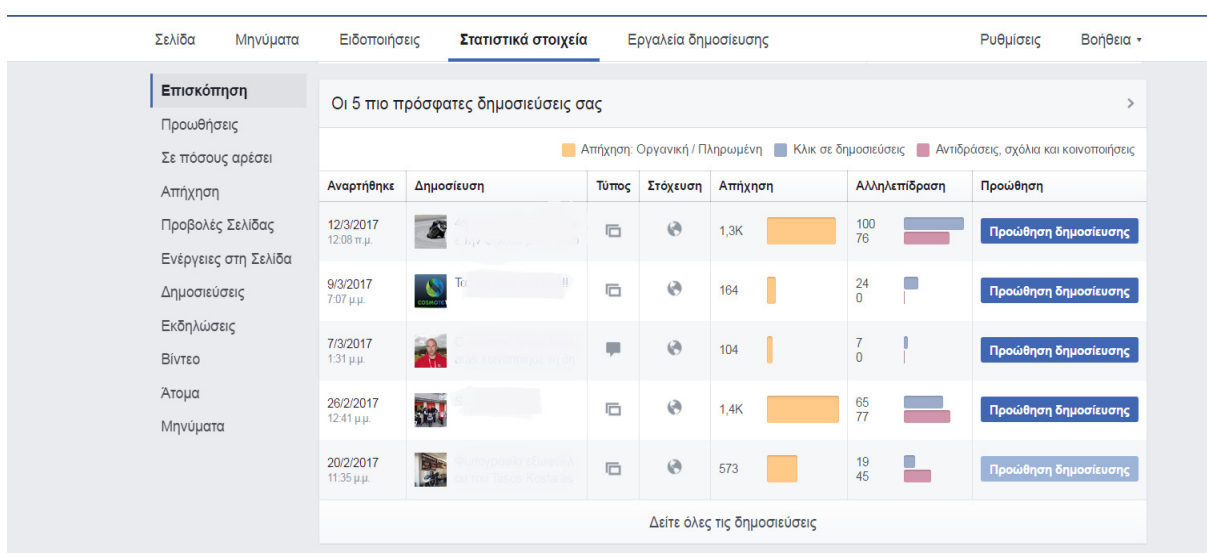 Σελίδα Μηνύματα Ειδοποιήσεις Στατιστικά στοιχεία Εργαλεία δημοσίευσης Ρυθμίσεις Βοήθεια
Επισκόπηση
Προωθήσεις
Σε πόσους αρέσει
Απήχηση
Προβολές Σελίδας
Ενέργειες στη Σελίδα
Δημοσιεύσεις
Εκδηλώσεις
Βίντεο
Άτομα
Μηνύματα
Οι 5 πιο πρόσφατες δημοσιεύσεις σας
Απήχηση: Οργανική / Πληρωμένη Κλικ σε δημοσιεύσεις Αντιδράσεις, σχόλια και κοινοποιήσεις
Αναρτήθηκε Δημοσίευση Τύπος Στόχευση Απήχηση Αλληλεπίδραση Προώθηση
12/3/2017 1,3K 100 Προώθηση δημοσίευσης
12:08 π.μ. 76
9/3/2017 164 24 Προώθηση δημοσίευσης
7:07 μ.μ. COSMOTE 0
7/3/2017 104 7 Προώθηση δημοσίευσης
1:31 μ.μ. 0
26/2/2017 1,4K 65 Προώθηση δημοσίευσης
12:41 μ.μ. 77
20/2/2017 573 19 Προώθηση δημοσίευσης
11:35 μ.μ. 45
Δείτε όλες τις δημοσιεύσεις